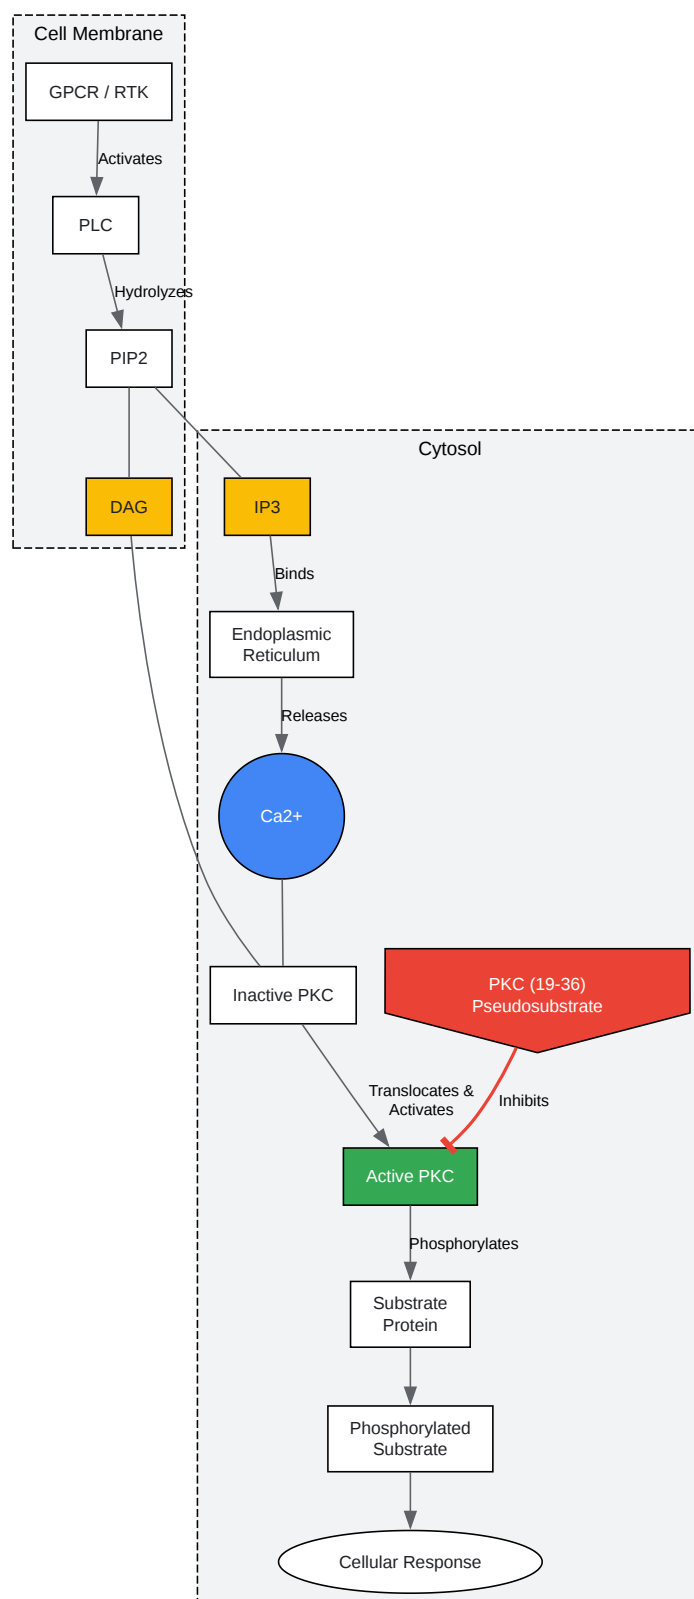 Cell Membrane
GPCR / RTK
Activates
PLC
Hydrolyzes
PIP2
Cytosol
DAG
IP3
Binds
Endoplasmic
Reticulum
Releases
Ca2+
Inactive PKC
PKC (19-36)
Pseudosubstrate
Translocates &
Activates
Inhibits
Active PKC
Phosphorylates
Substrate
Protein
Phosphorylated
Substrate
Cellular Response